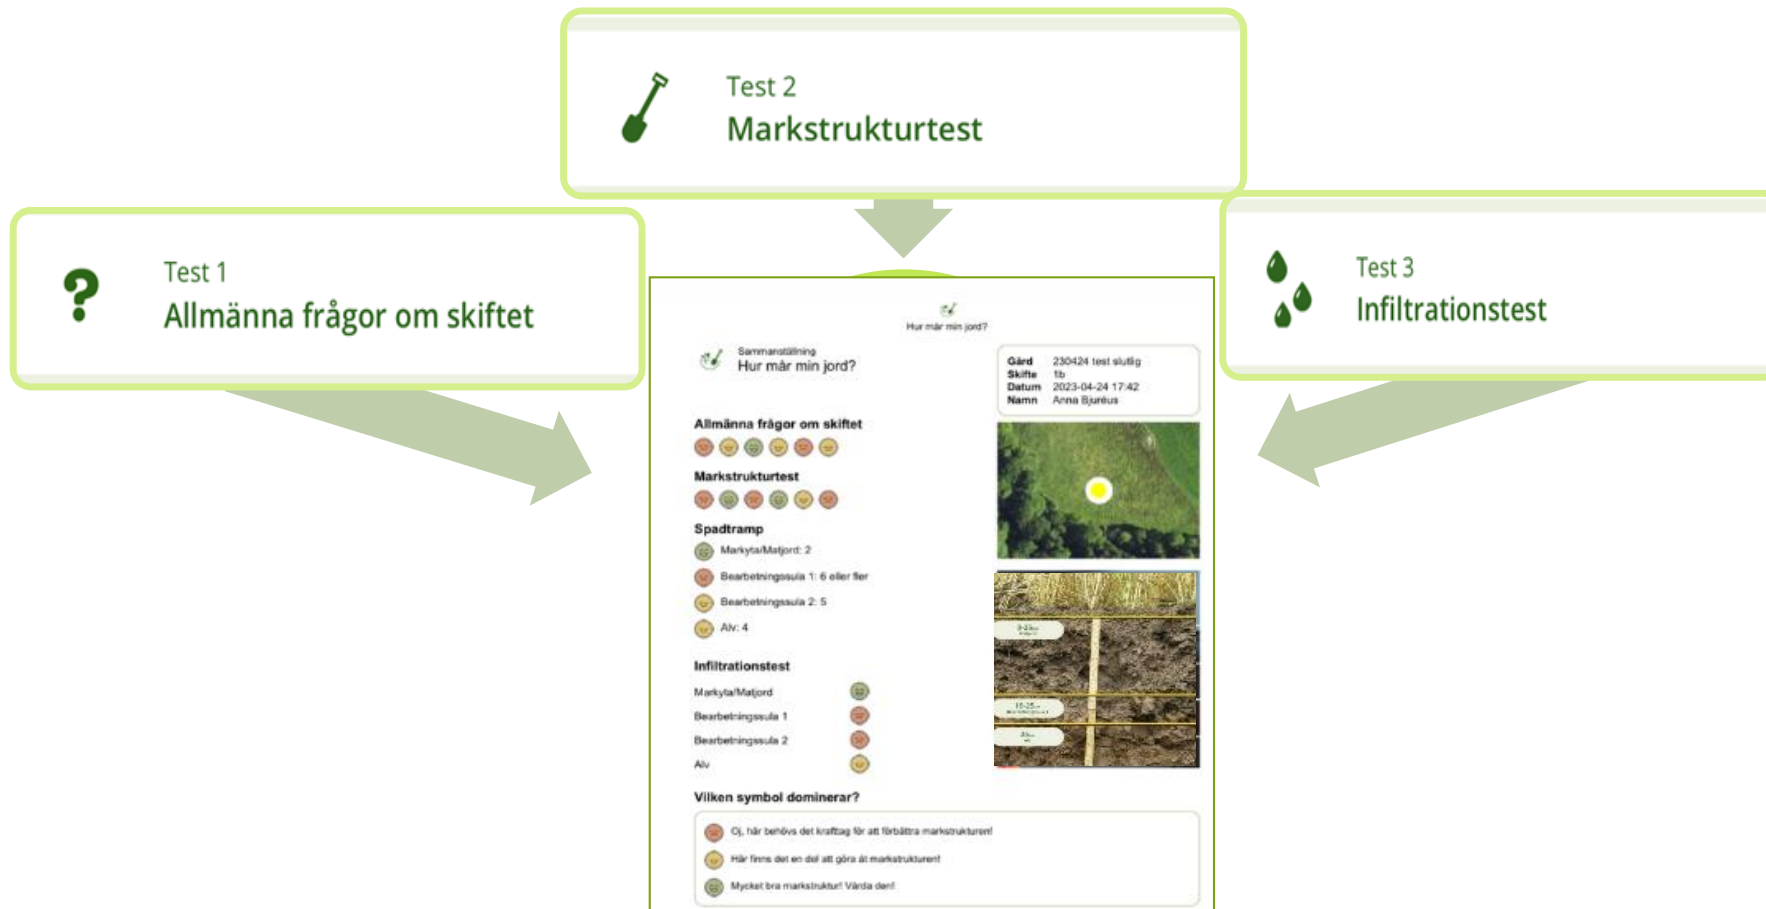 Test 2
Markstrukturtest
Test 1
Allmänna frågor om skiftet
Test 3
Infiltrationstest
Hur mår min jord?
Sammanställning
Hur mår min jord?
Gård 230424 test slutlig
Skifte 1b
Datum 2023-04-24 17:42
Namn Anna Bjuréus
Allmänna frågor om skiftet
Markstrukturtest
Spadtramp
Markyta/Matjord: 2
Bearbetningssula 1: 6 eller fler
Bearbetningssula 2: 5
Alv: 4
Infiltrationstest
Markyta/Matjord
Bearbetningssula 1
Bearbetningssula 2
Alv
Vilken symbol dominerar?
Oj, här behövs det krafttag för att förbättra markstrukturen!
Här finns det en del att göra åt markstrukturen!
Mycket bra markstruktur! Vårda den!